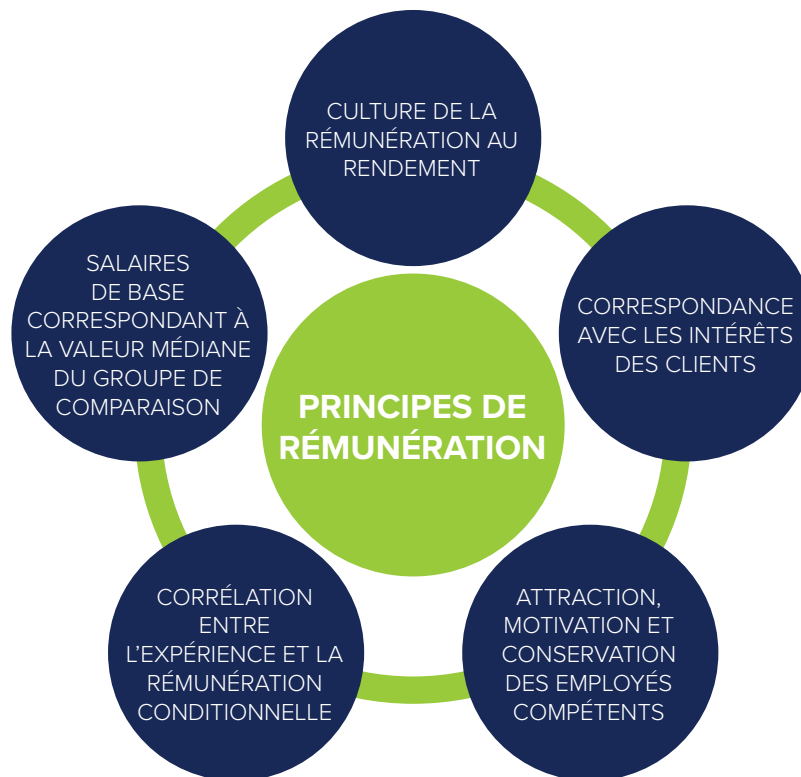 CULTURE DE LA
RÉMUNÉRATION AU
RENDEMENT
SALAIRES
DE BASE
CORRESPONDANT À
LA VALEUR MÉDIANE
DU GROUPE DE
COMPARAISON
CORRESPONDANCE
AVEC LES INTÉRÊTS
DES CLIENTS
PRINCIPES DE
RÉMUNÉRATION
CORRÉLATION
ENTRE
L’EXPÉRIENCE ET LA
RÉMUNÉRATION
CONDITIONNELLE
ATTRACTION,
MOTIVATION ET
CONSERVATION
DES EMPLOYÉS
COMPÉTENTS